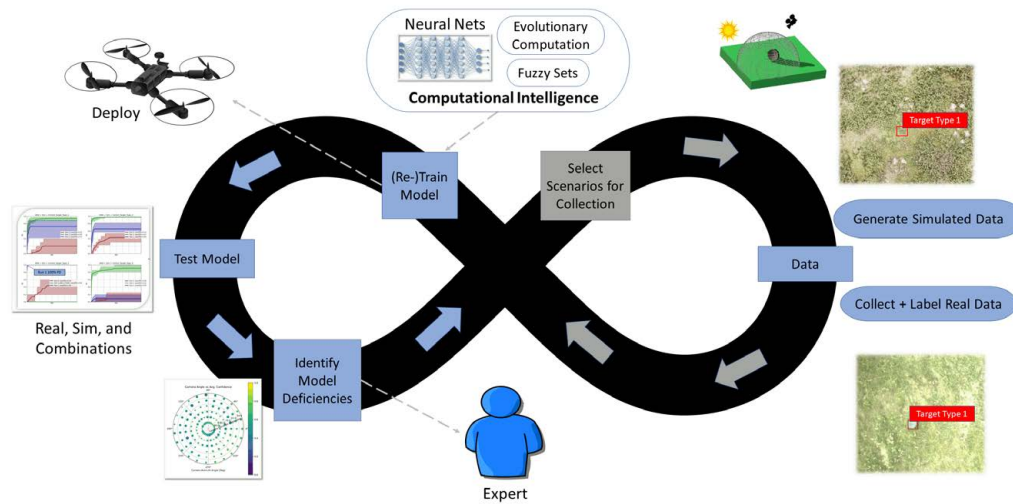 Neural Nets
Evolutionary
Computation
Fuzzy Sets
Computational Intelligence
Deploy
(Re-)Train
Model
Select
Scenarios for
Collection
Target Type 1
Generate Simulated Data
Test Model
Data
Collect + Label Real Data
Real, Sim, and
Combinations
Identify
Model
Deficiencies
Target Type 1
Expert